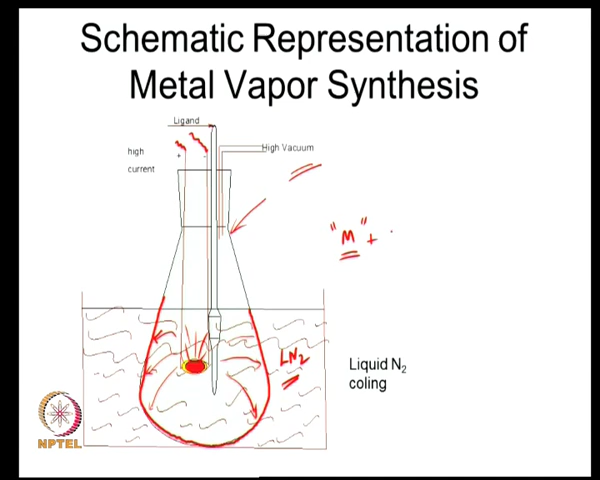 Schematic Representation of
Metal Vapor Synthesis
Ligand
high
current
High Vacuum
"M" +
LN2
Liquid N2
coling
NPTEL